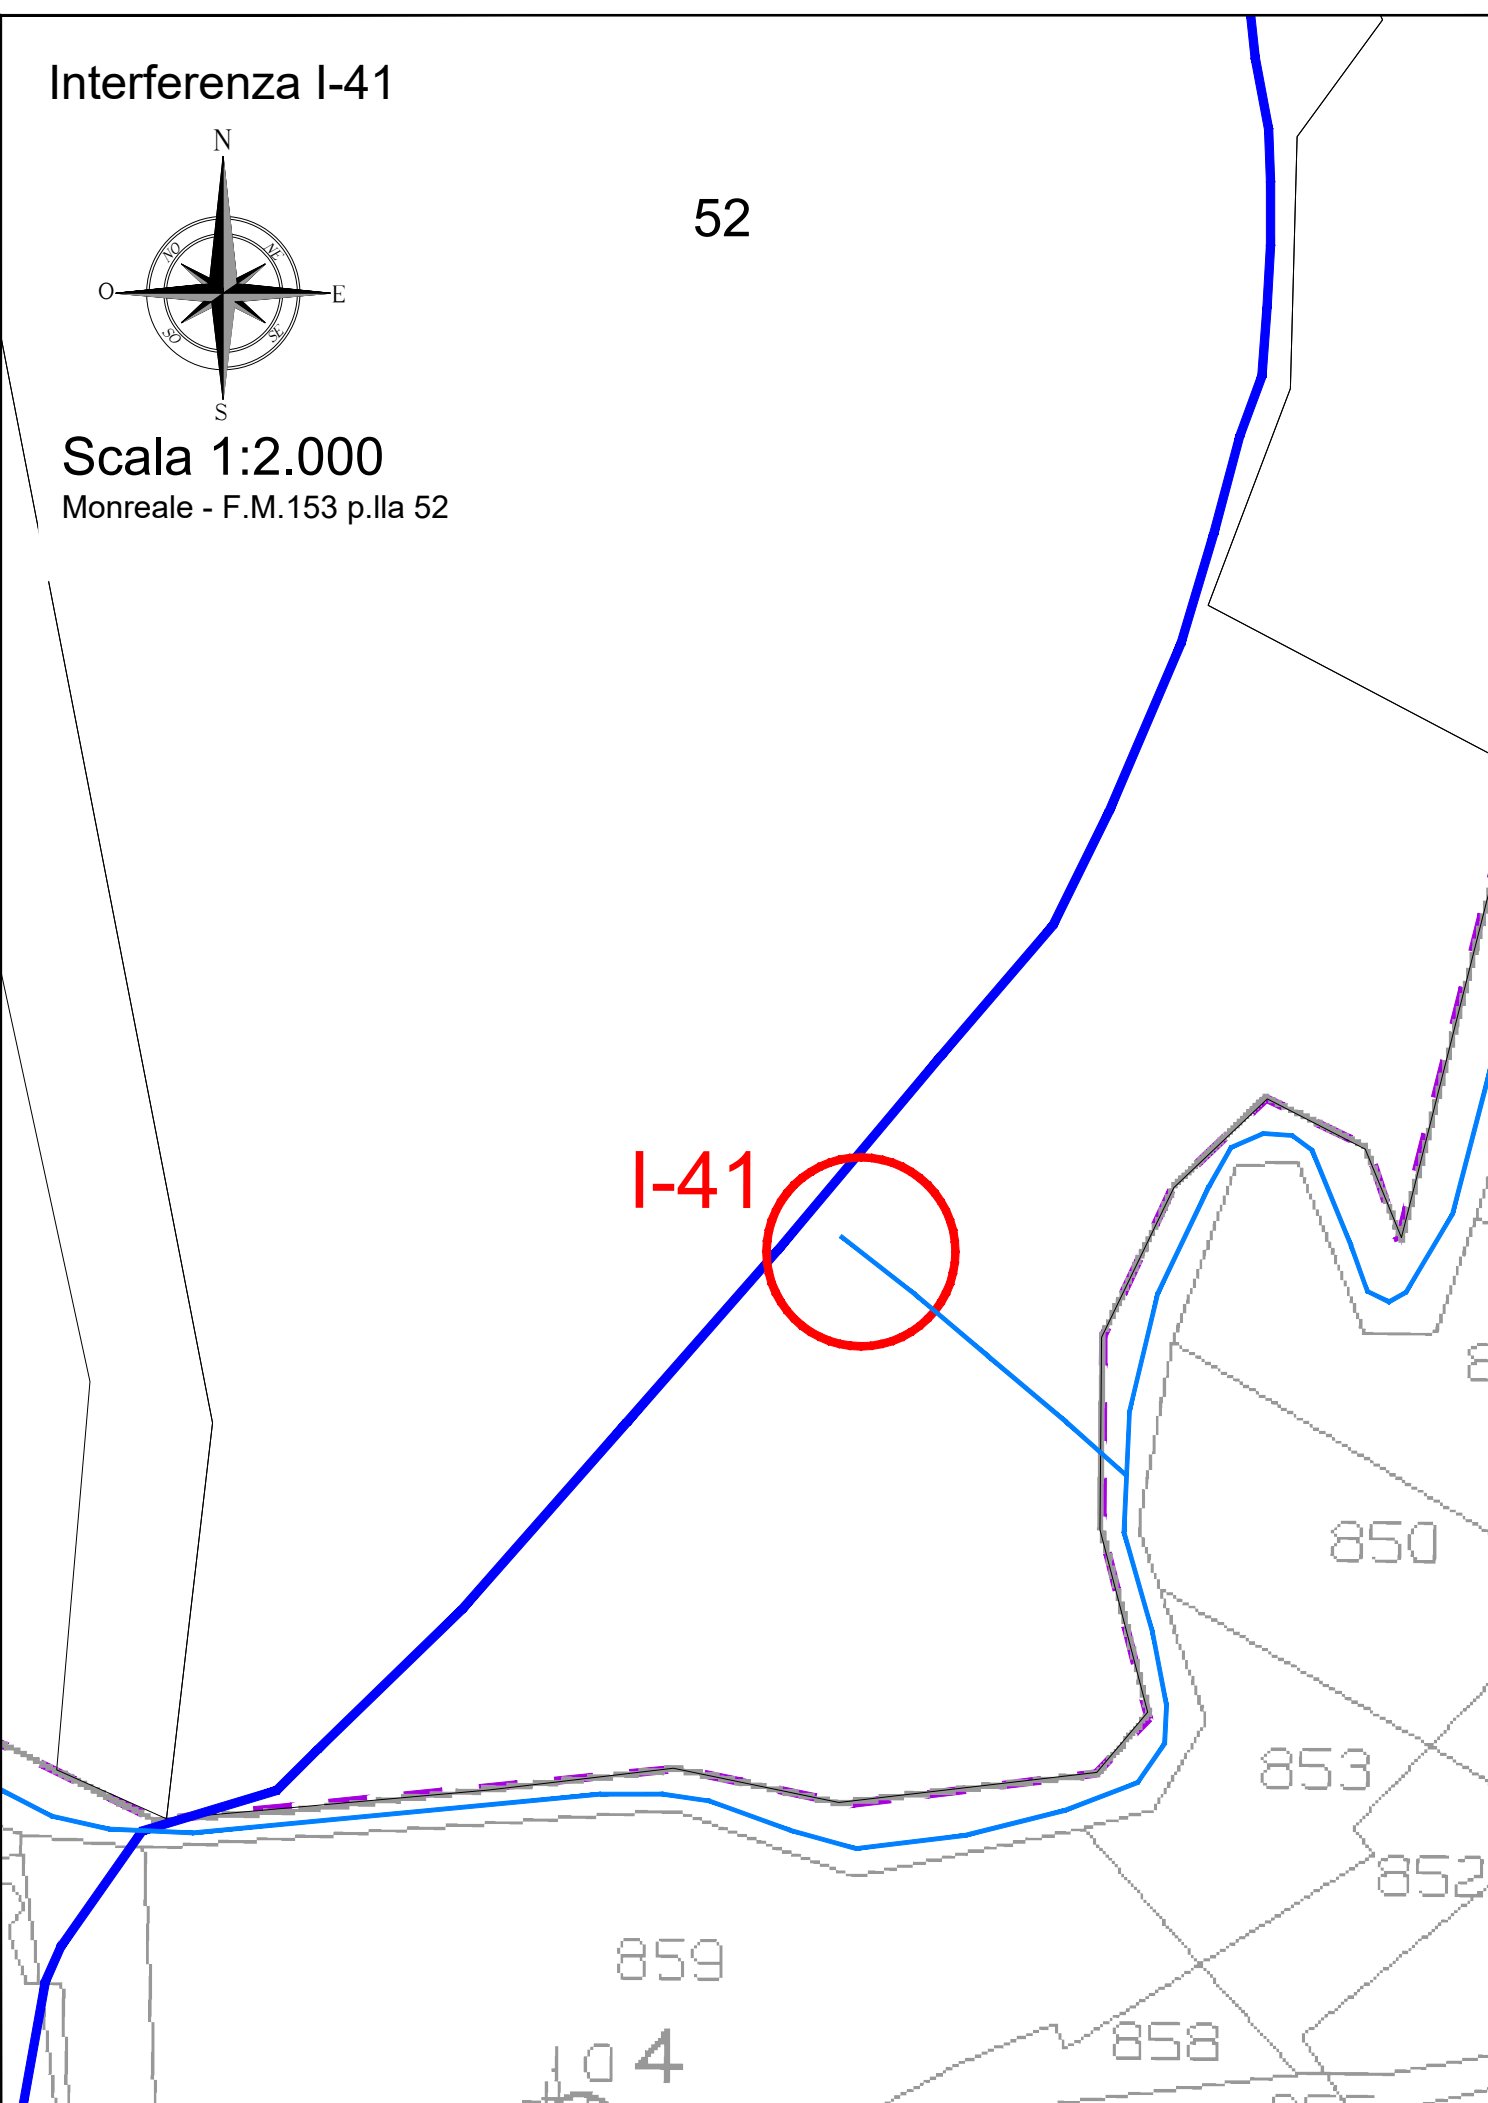 Interferenza I-41
N
NO
NE
O
E
SO
SE
S
52
Scala 1:2.000
Monreale - F.M.153 p.lla 52
I-41
850
853
852
859
4
858